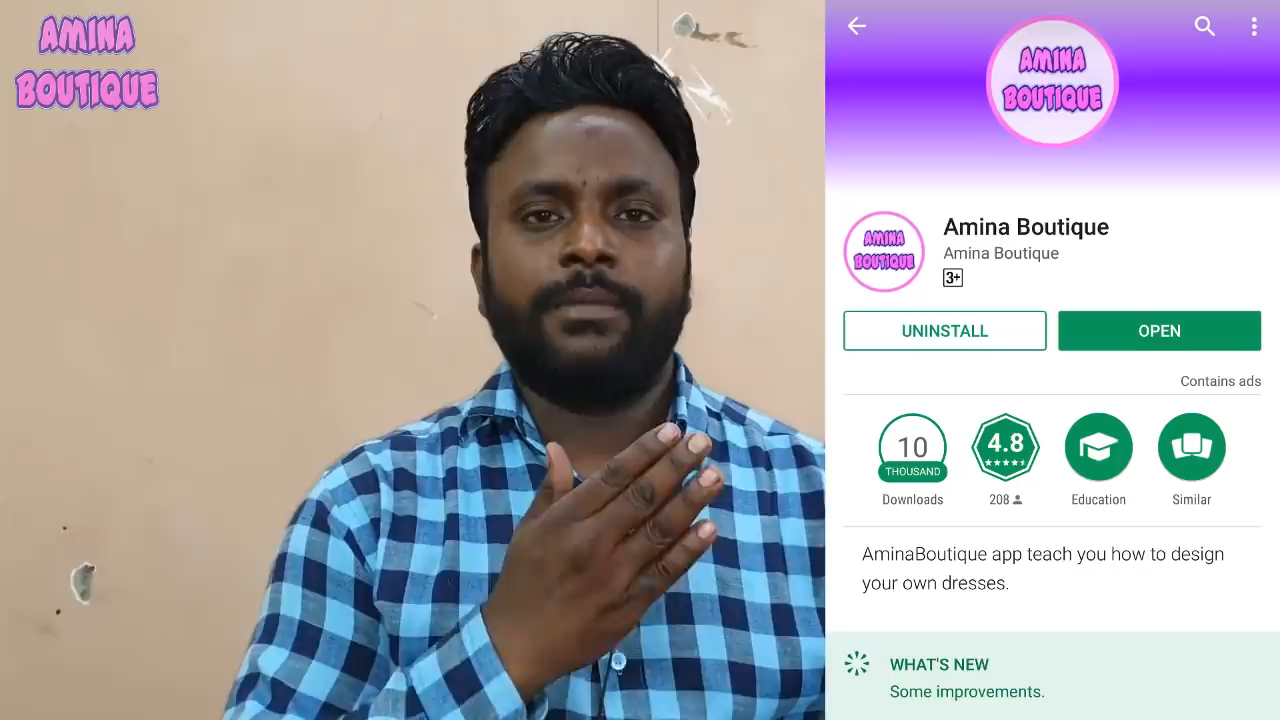 AMINA
BOUTIQUE
AMINA
BOUTIQUE
AMINA
BOUTIQUE
Amina Boutique
Amina Boutique
3+
UNINSTALL
OPEN
Contains ads
10
THOUSAND
Downloads
4.8
208
Education
Similar
AminaBoutique app teach you how to design
your own dresses.
WHAT'S NEW
Some improvements.